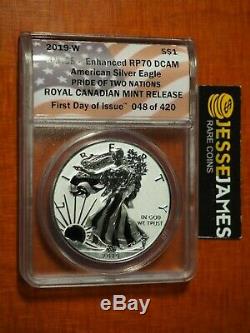 2019-W S$1
Enhanced RP70 DCAM
American Silver Eagle
PRIDE OF TWO NATIONS
ROYAL CANADIAN MINT RELEASE
First Day of Issue 048 of 420
LIBERTY
IN GOD
WE TRUST
2019
JESSE JAMES
RARE COINS